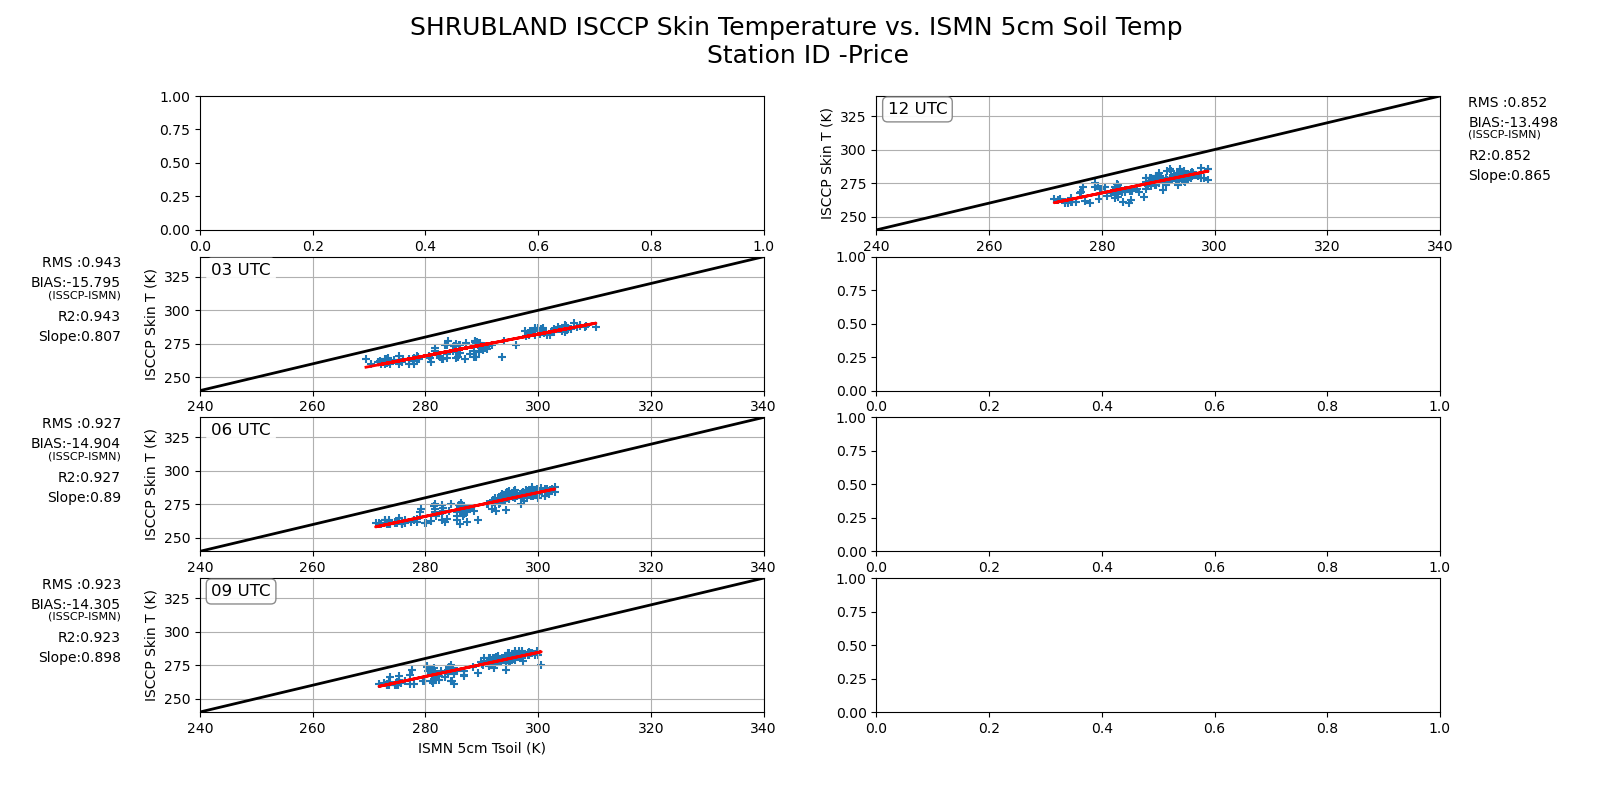 SHRUBLAND ISCCP Skin Temperature vs. ISMN 5cm Soil Temp
Station ID -Price
1.00
0.75
0.50
0.25
0.00
0.0 0.2 0.4 0.6 0.8 1.0
12 UTC
ISCCP Skin T (K)
325
300
275
250
240 260 280 300 320 340
RMS :0.852
BIAS:-13.498
(ISSCP-ISMN)
R2:0.852
Slope:0.865
RMS :0.943
BIAS:-15.795
(ISSCP-ISMN)
R2:0.943
Slope:0.807
03 UTC
ISCCP Skin T (K)
325
300
275
250
240 260 280 300 320 340
1.00
0.75
0.50
0.25
0.00
0.0 0.2 0.4 0.6 0.8 1.0
RMS :0.927
BIAS:-14.904
(ISSCP-ISMN)
R2:0.927
Slope:0.89
06 UTC
ISCCP Skin T (K)
325
300
275
250
240 260 280 300 320 340
1.00
0.75
0.50
0.25
0.00
0.0 0.2 0.4 0.6 0.8 1.0
RMS :0.923
BIAS:-14.305
(ISSCP-ISMN)
R2:0.923
Slope:0.898
09 UTC
ISCCP Skin T (K)
325
300
275
250
240 260 280 300 320 340
ISMN 5cm Tsoil (K)
1.00
0.75
0.50
0.25
0.00
0.0 0.2 0.4 0.6 0.8 1.0